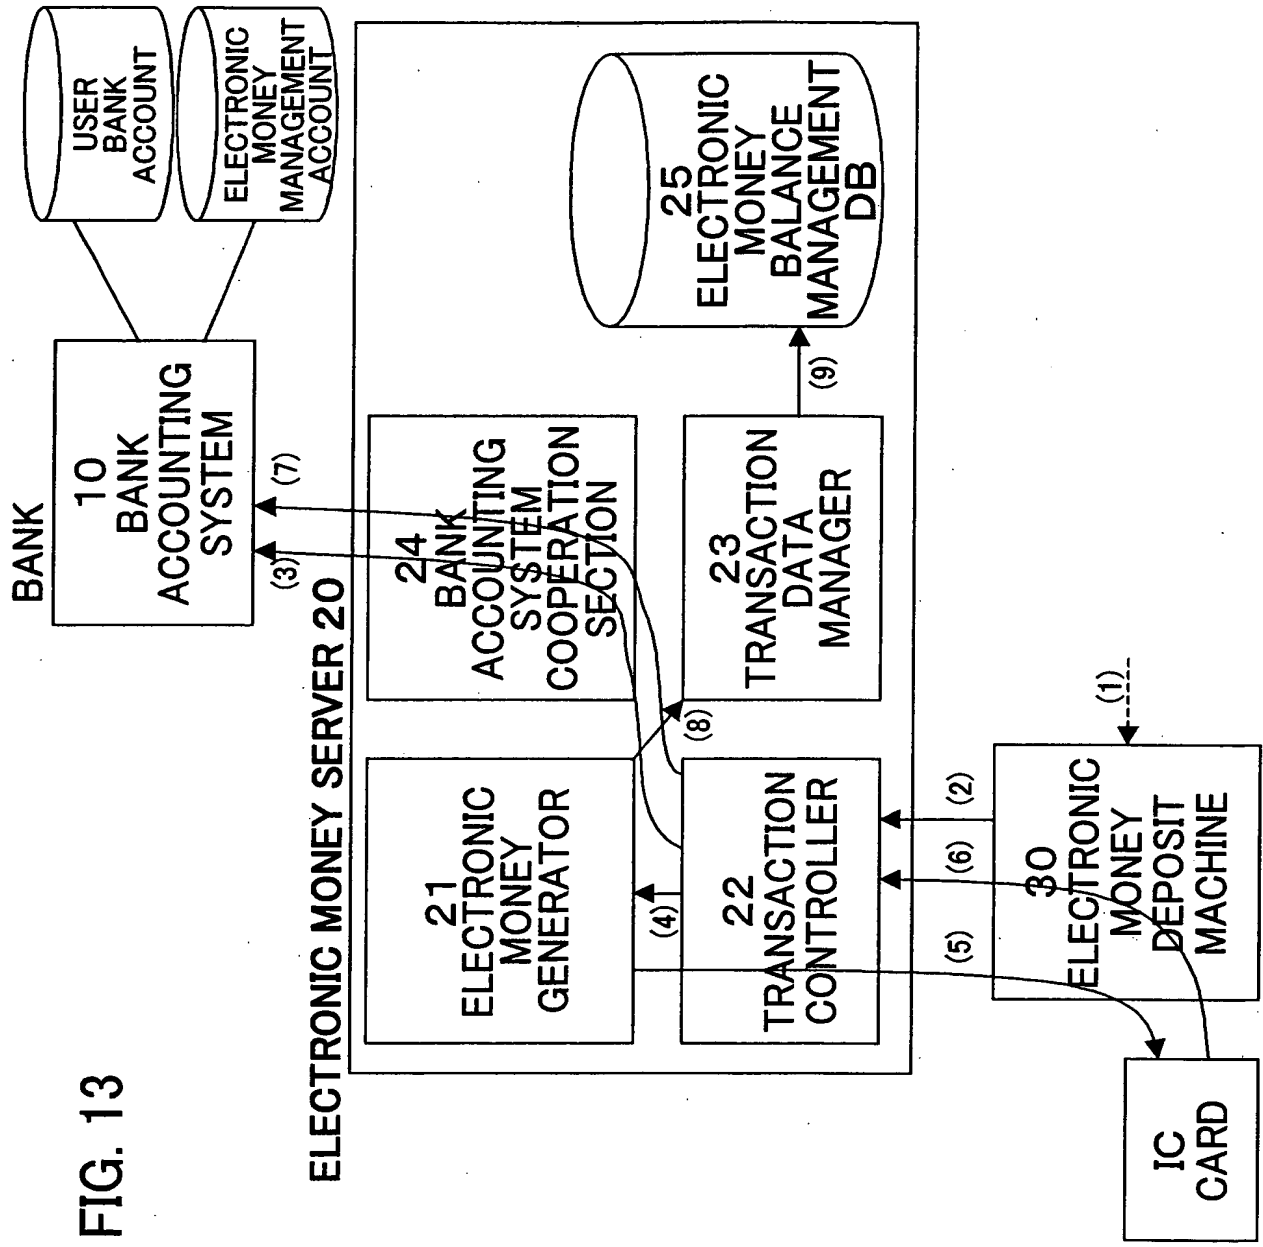 FIG. 13
BANK
10
BANK
ACCOUNTING
SYSTEM
USER
BANK
ACCOUNT
ELECTRONIC
MONEY
MANAGEMENT
ACCOUNT
(3)
(7)
ELECTRONIC MONEY SERVER 20
21
ELECTRONIC
MONEY
GENERATOR
24
BANK
ACCOUNTING
SYSTEM
COOPERATION
SECTION
(4)
(8)
22
TRANSACTION
CONTROLLER
23
TRANSACTION
DATA
MANAGER
(9)
25
ELECTRONIC
MONEY
BALANCE
MANAGEMENT
DB
(5)
(6)
(2)
30
ELECTRONIC
MONEY
DEPOSIT
MACHINE
(1)
IC
CARD